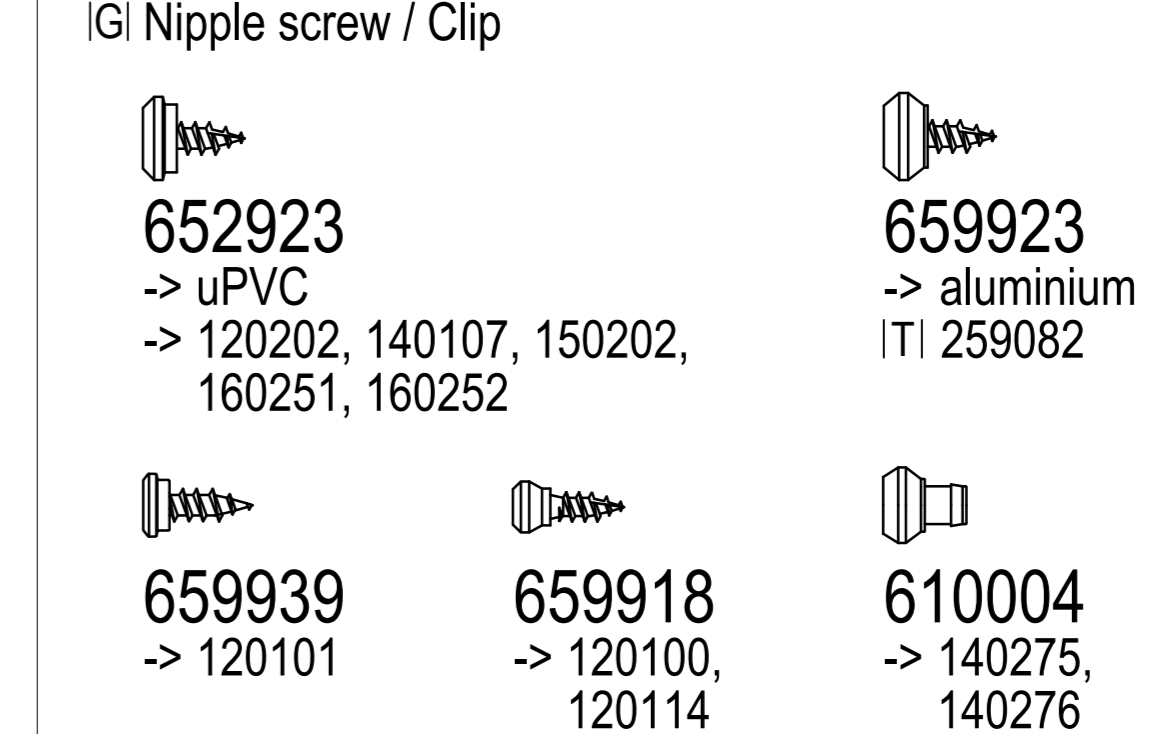 |G| Nipple screw / Clip
652923
-> uPVC
-> 120202, 140107, 150202,
160251, 160252
659923
-> aluminium
|T| 259082
659939
-> 120101
659918
-> 120100,
120114
610004
-> 140275,
140276